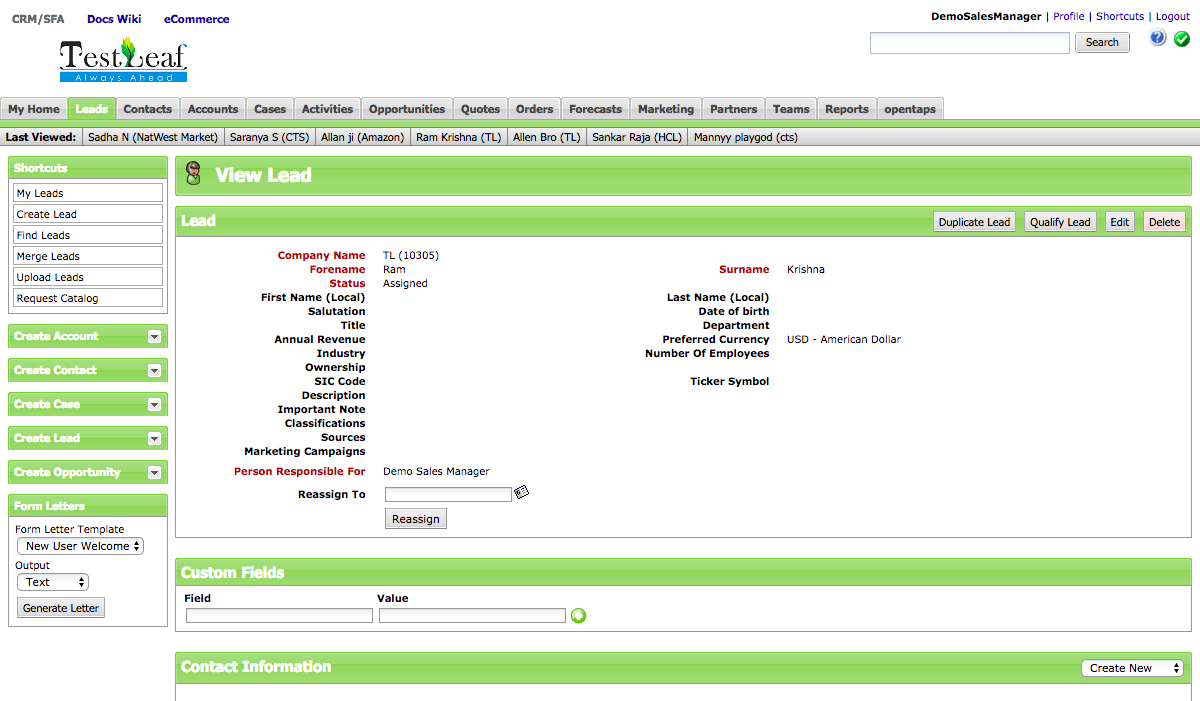 CRM/SFA Docs Wiki eCommerce
DemoSalesManager | Profile | Shortcuts | Logout
TestLeaf
Always Ahead
Search
My Home Leads Contacts Accounts Cases Activities Opportunities Quotes Orders Forecasts Marketing Partners Teams Reports opentaps
Last Viewed: Sadha N (NatWest Market) Saranya S (CTS) Allan ji (Amazon) Ram Krishna (TL) Allen Bro (TL) Sankar Raja (HCL) Mannyy playgod (cts)
Shortcuts
My Leads
Create Lead
Find Leads
Merge Leads
Upload Leads
Request Catalog
Create Account
Create Contact
Create Case
Create Lead
Create Opportunity
Form Letters
Form Letter Template
New User Welcome
Output
Text
Generate Letter
View Lead
Lead
Duplicate Lead Qualify Lead Edit Delete
Company Name TL (10305)
Forename Ram Surname Krishna
Status Assigned
First Name (Local) Last Name (Local)
Salutation Date of birth
Title Department
Annual Revenue Preferred Currency USD - American Dollar
Industry Number Of Employees
Ownership
SIC Code Ticker Symbol
Description
Important Note
Classifications
Sources
Marketing Campaigns
Person Responsible For Demo Sales Manager
Reassign To
Reassign
Custom Fields
Field Value
Contact Information
Create New